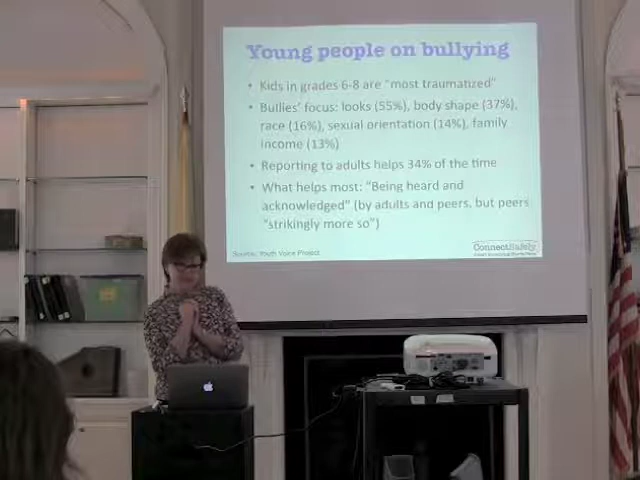 Young people on bullying
• Kids in grades 6-8 are "most traumatized"
• Bullies' focus: looks (55%), body shape (37%),
race (16%), sexual orientation (14%), family
income (13%)
• Reporting to adults helps 34% of the time
• What helps most: "Being heard and
acknowledged" (by adults and peers, but peers
"strikingly more so")
Source: Youth Voice Project
ConnectSafely